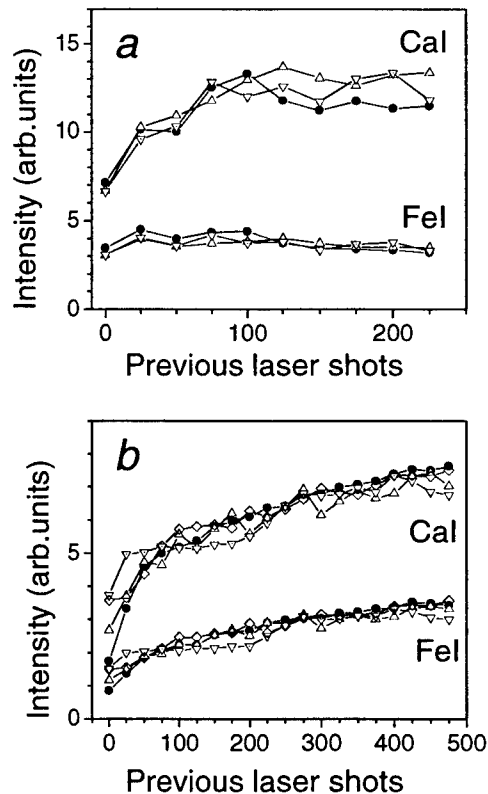 a
CaI
FeI
15
10
5
0
Intensity (arb.units)
0 100 200
Previous laser shots
b
CaI
FeI
5
0
Intensity (arb.units)
0 100 200 300 400 500
Previous laser shots